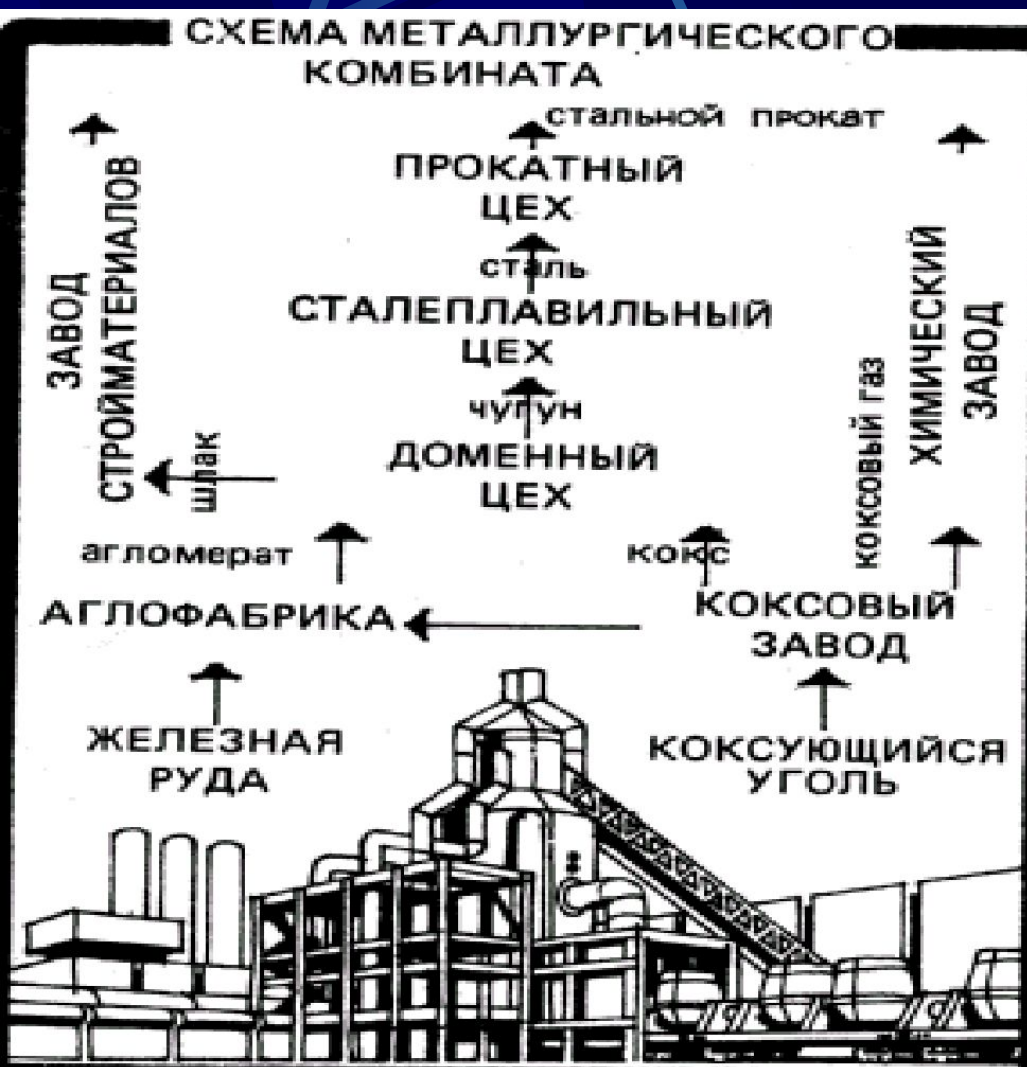 СХЕМА МЕТАЛЛУРГИЧЕСКОГО
КОМБИНАТА
стальной прокат
ПРОКАТНЫЙ
ЦЕХ
сталь
СТАЛЕПЛАВИЛЬНЫЙ
ЦЕХ
чугун
ДОМЕННЫЙ
ЦЕХ
ЗАВОД
СТРОЙМАТЕРИАЛОВ
шлак
коксовый газ
ХИМИЧЕСКИЙ
ЗАВОД
агломерат
кокс
АГЛОФАБРИКА
КОКСОВЫЙ
ЗАВОД
ЖЕЛЕЗНАЯ
РУДА
КОКСУЮЩИЙСЯ
УГОЛЬ